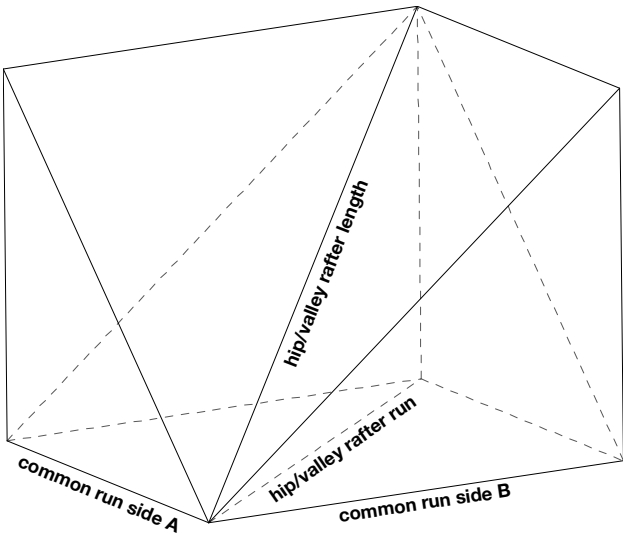 hip/valley rafter length
hip/valley rafter run
common run side A
common run side B